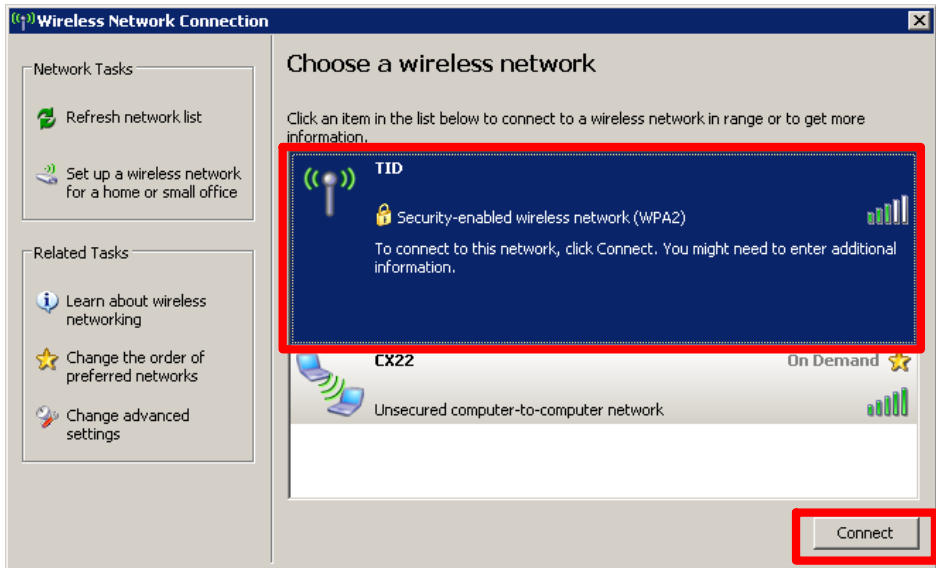 Wireless Network Connection
Network Tasks
Refresh network list
Set up a wireless network
for a home or small office
Related Tasks
Learn about wireless
networking
Change the order of
preferred networks
Change advanced
settings
Choose a wireless network
Click an item in the list below to connect to a wireless network in range or to get more
information.
TID
Security-enabled wireless network (WPA2)
To connect to this network, click Connect. You might need to enter additional
information.
CX22
On Demand
Unsecured computer-to-computer network
Connect